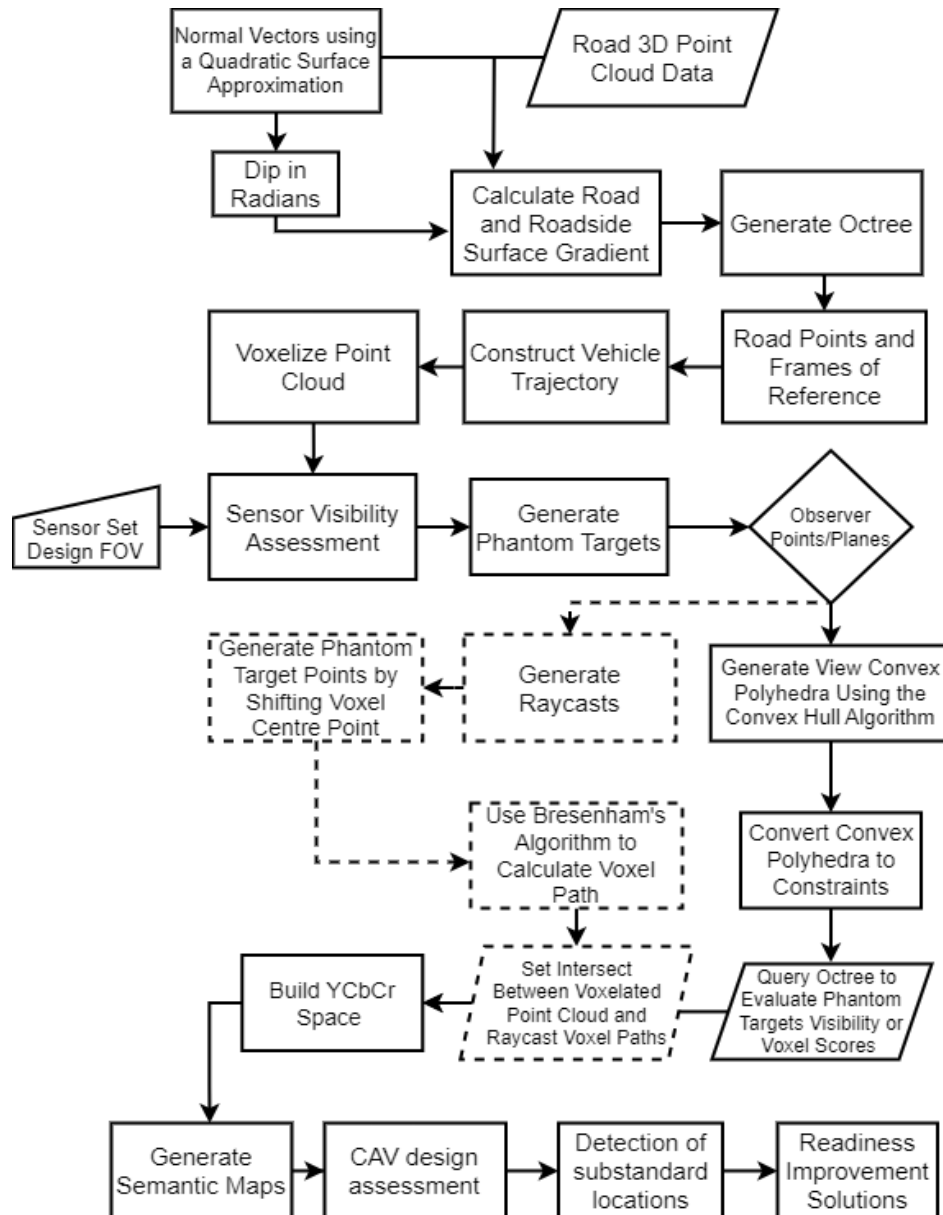 Normal Vectors using
a Quadratic Surface
Approximation
Road 3D Point
Cloud Data
Dip in
Radians
Calculate Road
and Roadside
Surface Gradient
Generate Octree
Voxelize Point
Cloud
Construct Vehicle
Trajectory
Road Points and
Frames of
Reference
Sensor Set
Design FOV
Sensor Visibility
Assessment
Generate
Phantom Targets
Observer
Points/Planes
Generate Phantom
Target Points by
Shifting Voxel
Centre Point
Generate
Raycasts
Generate View Convex
Polyhedra Using the
Convex Hull Algorithm
Use Bresenham's
Algorithm to
Calculate Voxel
Path
Convert Convex
Polyhedra to
Constraints
Build YCbCr
Space
Set Intersect
Between Voxelated
Point Cloud and
Raycast Voxel Paths
Query Octree to
Evaluate Phantom
Targets Visibility or
Voxel Scores
Generate
Semantic Maps
CAV design
assessment
Detection of
substandard
locations
Readiness
Improvement
Solutions